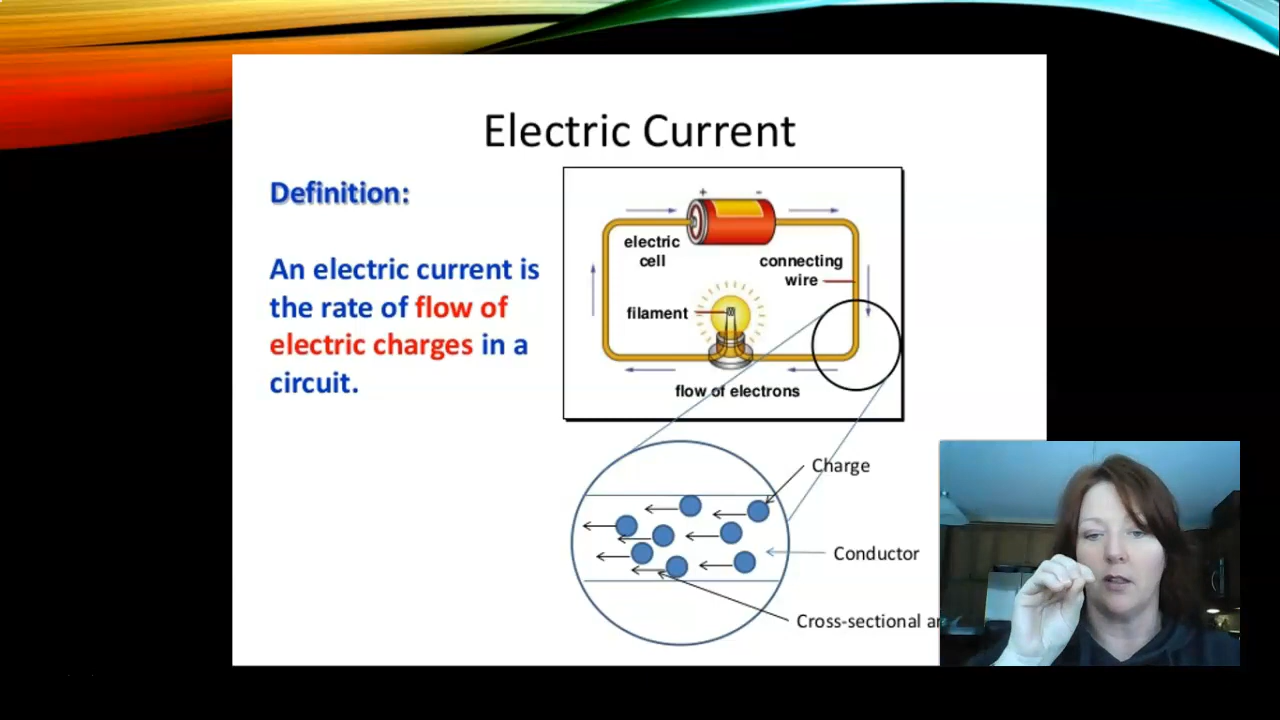 Electric Current
Definition:
An electric current is
the rate of flow of
electric charges in a
circuit.
+ -
electric
cell
connecting
wire
filament
flow of electrons
Charge
Conductor
Cross-sectional